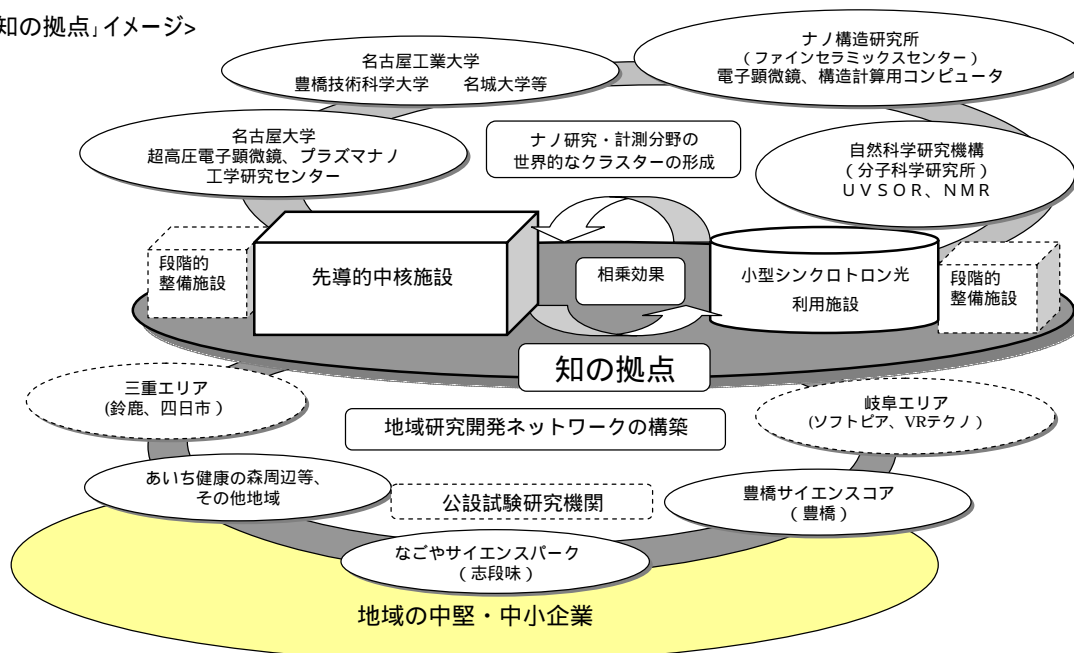 知の拠点」イメージ>
名古屋工業大学
豊橋技術科学大学 名城大学等
ナノ構造研究所
(ファインセラミックスセンター)
電子顕微鏡、構造計算用コンピュータ
名古屋大学
超高圧電子顕微鏡、プラズマナノ
工学研究センター
ナノ研究・計測分野の
世界的なクラスターの形成
自然科学研究機構
(分子科学研究所)
UVSOR、NMR
段階的
整備施設
先導的中核施設
相乗効果
小型シンクロトロン光
利用施設
段階的
整備施設
知の拠点
三重エリア
(鈴鹿、四日市)
地域研究開発ネットワークの構築
岐阜エリア
(ソフトピア、VRテクノ)
あいち健康の森周辺等、
その他地域
公設試験研究機関
豊橋サイエンスコア
(豊橋)
なごやサイエンスパーク
(志段味)
地域の中堅・中小企業